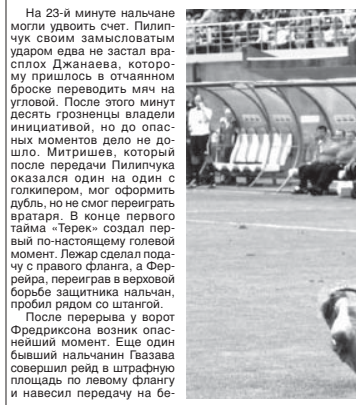 На 23-й минуте нальчане
могли удвоить счет. Пилип-
чук своим замысловатым
ударом едва не застал вра-
сплох Джанаева, которо-
му пришлось в отчаянном
броске переводить мяч на
угловой. После этого минут
десять грозненцы владели
инициативой, но до опас-
ных моментов дело не до-
шло. Митришев, который
после передачи Пилипчука
оказался один на один с
голкипером, мог оформить
дубль, но не смог переиграть
вратаря. В конце первого
тайма «Терек» создал пер-
вый по-настоящему голевой
момент. Лежар сделал пода-
чу с правого фланга, а Фер-
рейра, переиграв в верховой
борьбе защитника нальчан,
пробил рядом со штангой.
После перерыва у ворот
Фредриксона возник опас-
нейший момент. Еще один
бывший нальчанин Гвазава
совершил рейд в штрафную
площадь по левому флангу
и навесил передачу на бе-